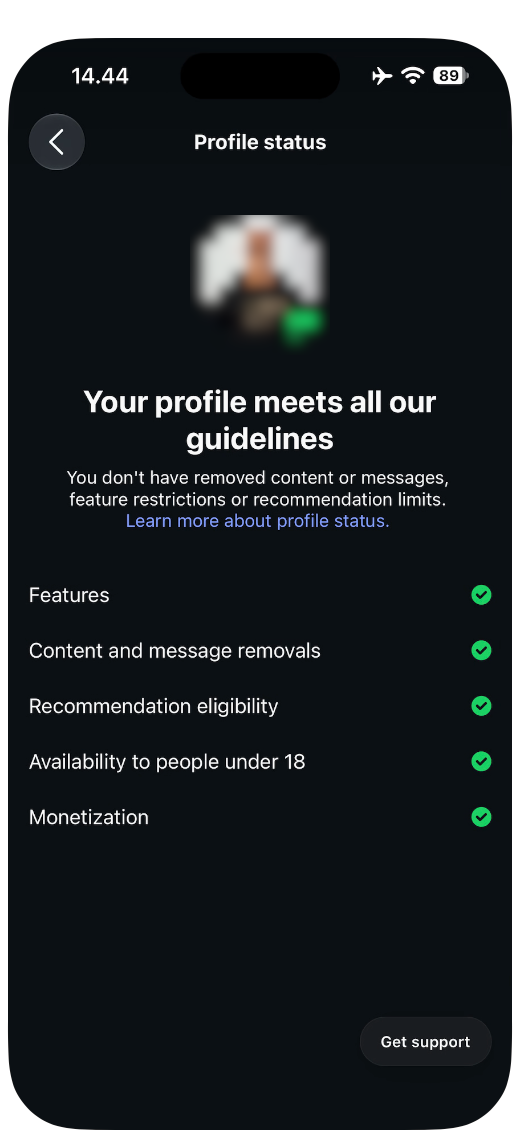 14.44
89
Profile status
Your profile meets all our
guidelines
You don't have removed content or messages,
feature restrictions or recommendation limits.
Learn more about profile status.
Features
Content and message removals
Recommendation eligibility
Availability to people under 18
Monetization
Get support